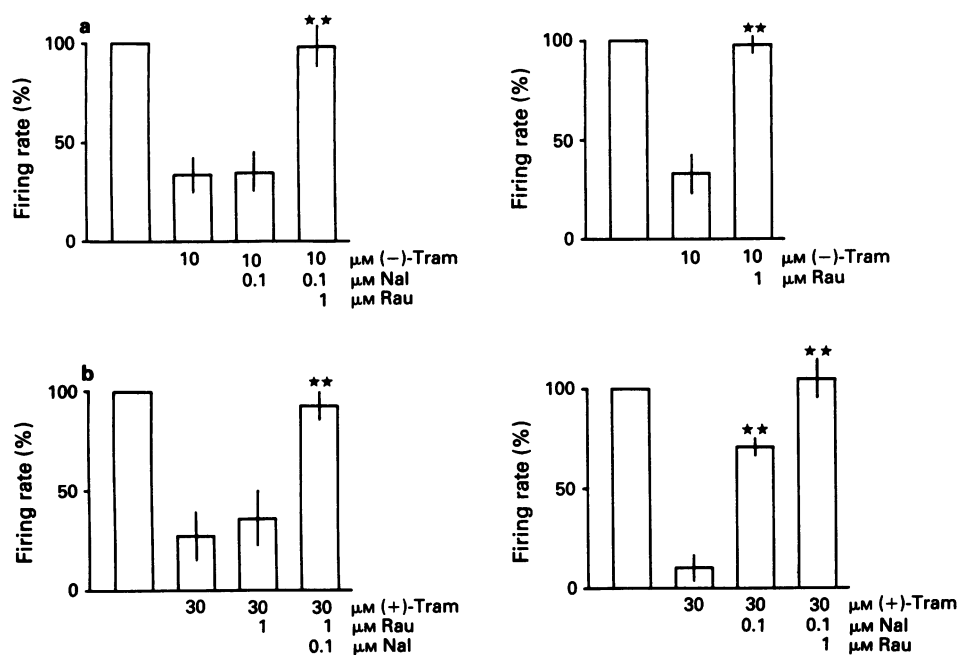 a
★★
100
50
0
Firing rate (%)
10 10 10 μM (−)-Tram
0.1 0.1 μM Nal
1 μM Rau
★★
100
50
0
Firing rate (%)
10 10 μM (−)-Tram
1 μM Rau
b
★★
100
50
0
Firing rate (%)
30 30 30 μM (+)-Tram
1 1 μM Rau
0.1 μM Nal
★★
★★
100
50
0
Firing rate (%)
30 30 30 μM (+)-Tram
0.1 0.1 μM Nal
1 μM Rau